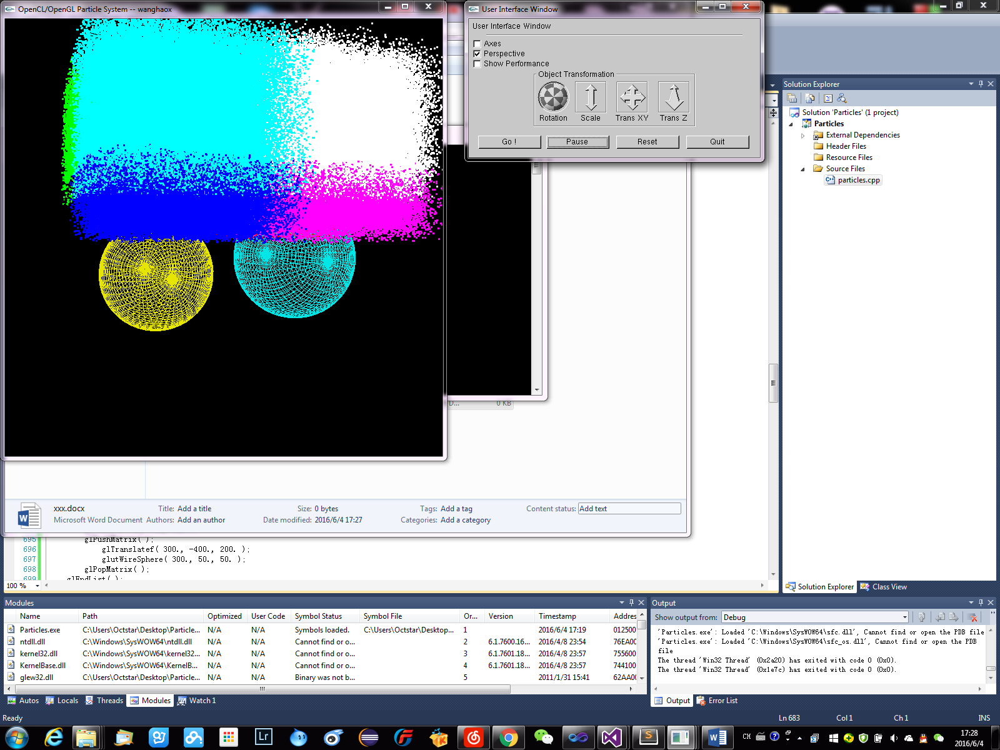 OpenCL/OpenGL Particle System -- wanghaox
User Interface Window
User Interface Window
Axes
Perspective
Show Performance
Object Transformation
Rotation
Scale
Trans XY
Trans Z
Go !
Pause
Reset
Quit
Solution Explorer
Solution 'Particles' (1 project)
Particles
External Dependencies
Header Files
Resource Files
Source Files
particles.cpp
Solution Explorer
Class View
D...
0 KB
xxx.docx
Microsoft Word Document
Title: Add a title
Authors: Add an author
Size: 0 bytes
Date modified: 2016/6/4 17:27
Tags: Add a tag
Categories: Add a category
Content status: Add text
695 glPushMatrix( );
696 glTranslatef( 300., -400., 200. );
697 glutWireSphere( 300., 50., 50. );
698 glPopMatrix( );
699 glEndList( );
100 %
Modules
Name Path Optimized User Code Symbol Status Symbol File Or... Version Timestamp Addres
Particles.exe C:\Users\Octstar\Desktop\Particle... N/A N/A Symbols loaded. C:\Users\Octstar\Desktop... 1 2016/6/4 17:19 012500
ntdll.dll C:\Windows\SysWOW64\ntdll.dll N/A N/A Cannot find or o... 2 6.1.7600.16... 2016/4/8 23:54 76EA00
kernel32.dll C:\Windows\SysWOW64\kernel32... N/A N/A Cannot find or o... 3 6.1.7601.18... 2016/4/8 23:57 755600
KernelBase.dll C:\Windows\SysWOW64\KernelB... N/A N/A Cannot find or o... 4 6.1.7601.18... 2016/4/8 23:57 744100
glew32.dll C:\Users\Octstar\Desktop\Particle... N/A N/A Binary was not b... 5 2011/1/31 15:41 62AA00
Autos
Locals
Threads
Modules
Watch 1
Output
Show output from: Debug
'Particles.exe': Loaded 'C:\Windows\SysWOW64\sfc.dll', Cannot find or open the PDB file
'Particles.exe': Loaded 'C:\Windows\SysWOW64\sfc_os.dll', Cannot find or open the PDB
file
The thread 'Win32 Thread' (0x2a20) has exited with code 0 (0x0).
The thread 'Win32 Thread' (0x1e7c) has exited with code 0 (0x0).
Output
Error List
Ready
Ln 683
Col 1
Ch 1
INS
Lr
CH
17:28
2016/6/4